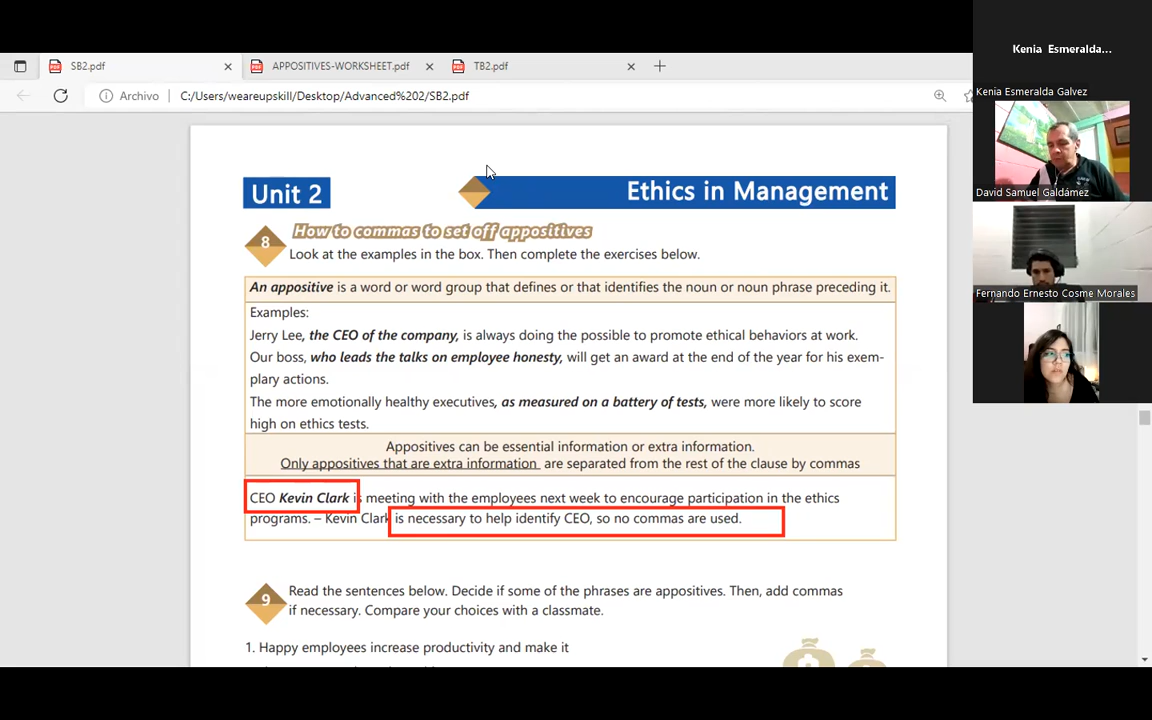 SB2.pdf
APPOSITIVES-WORKSHEET.pdf
TB2.pdf
Archivo
C:/Users/weareupskill/Desktop/Advanced%202/SB2.pdf
Kenia Esmeralda...
Kenia Esmeralda Galvez
David Samuel Galdámez
Fernando Ernesto Cosme Morales
Unit 2
Ethics in Management
8
How to commas to set off appositives
Look at the examples in the box. Then complete the exercises below.
An appositive is a word or word group that defines or that identifies the noun or noun phrase preceding it.
Examples:
Jerry Lee, the CEO of the company, is always doing the possible to promote ethical behaviors at work.
Our boss, who leads the talks on employee honesty, will get an award at the end of the year for his exem-
plary actions.
The more emotionally healthy executives, as measured on a battery of tests, were more likely to score
high on ethics tests.
Appositives can be essential information or extra information.
Only appositives that are extra information are separated from the rest of the clause by commas
CEO Kevin Clark is meeting with the employees next week to encourage participation in the ethics
programs. – Kevin Clark is necessary to help identify CEO, so no commas are used.
9
Read the sentences below. Decide if some of the phrases are appositives. Then, add commas
if necessary. Compare your choices with a classmate.
1. Happy employees increase productivity and make it